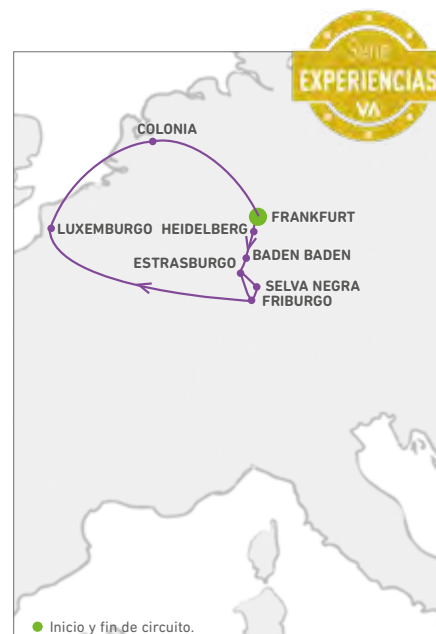 Serie
EXPERIENCIAS
VA
COLONIA
FRANKFURT
LUXEMBURGO
HEIDELBERG
BADEN BADEN
ESTRASBURGO
SELVA NEGRA
FRIBURGO
Inicio y fin de circuito.